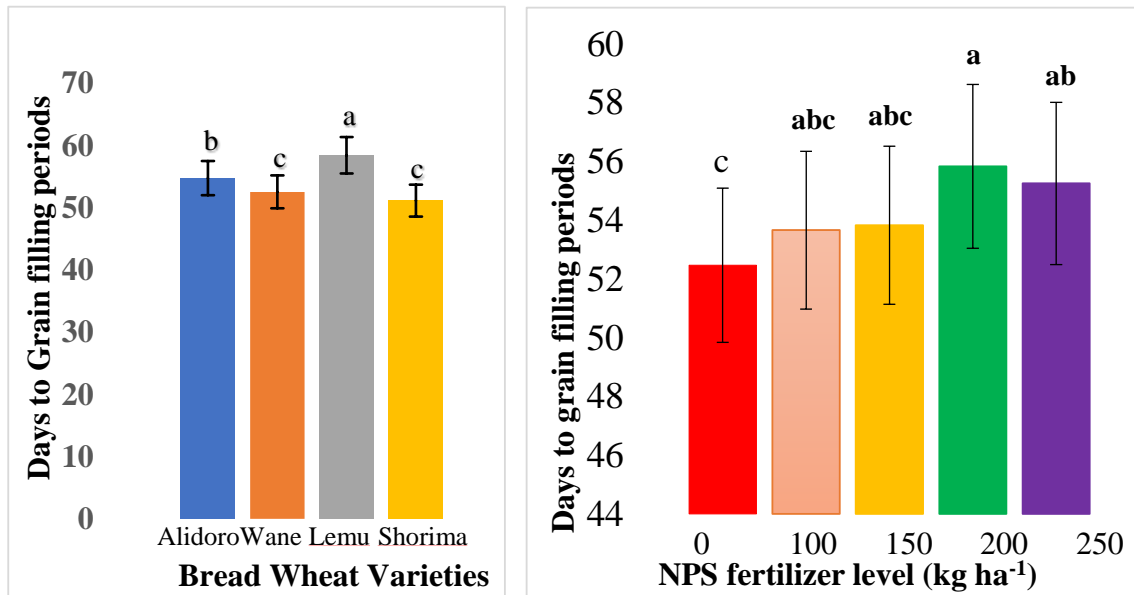 Days to Grain filling periods
70
60
50
40
30
20
10
0
b
c
a
c
Alidoro Wane Lemu Shorima
Bread Wheat Varieties
Days to grain filling periods
60
58
56
54
52
50
48
46
44
c
abc
abc
a
ab
0 100 150 200 250
NPS fertilizer level (kg ha⁻¹)